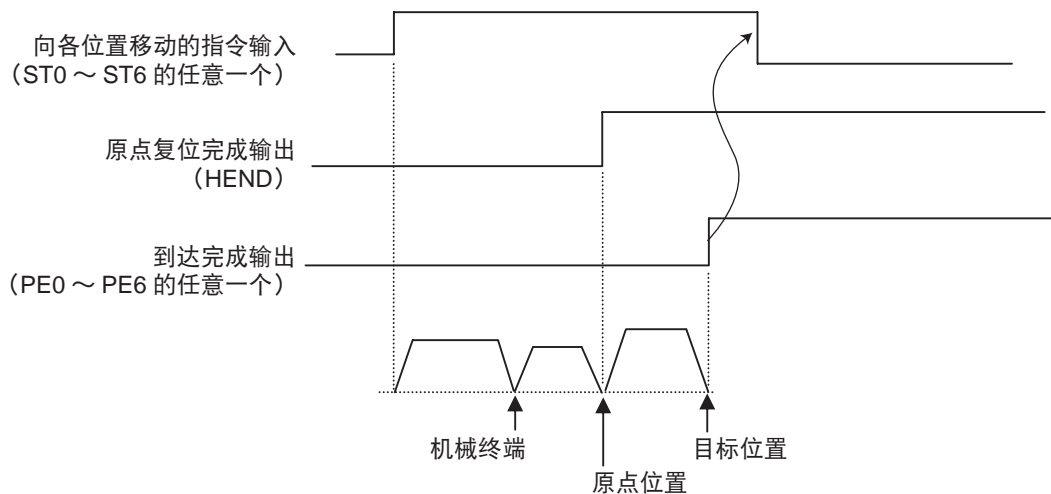 向各位置移动的指令输入
（ST0 ～ ST6 的任意一个）
原点复位完成输出
（HEND）
到达完成输出
（PE0 ～ PE6 的任意一个）
机械终端
目标位置
原点位置